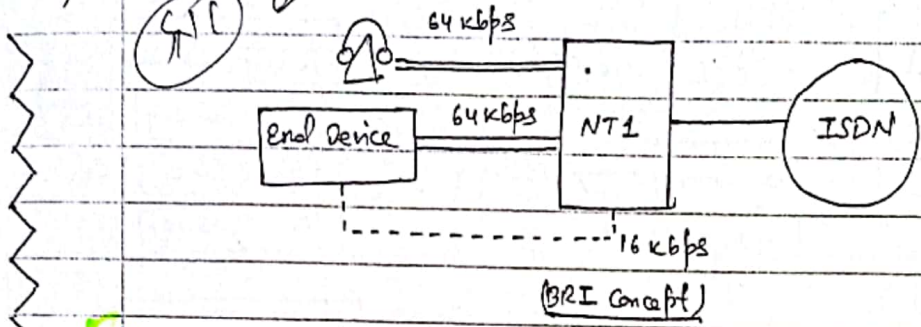 64 kbps
64 kbps
End Device
NT1
ISDN
16 kbps
(BRI Concept)